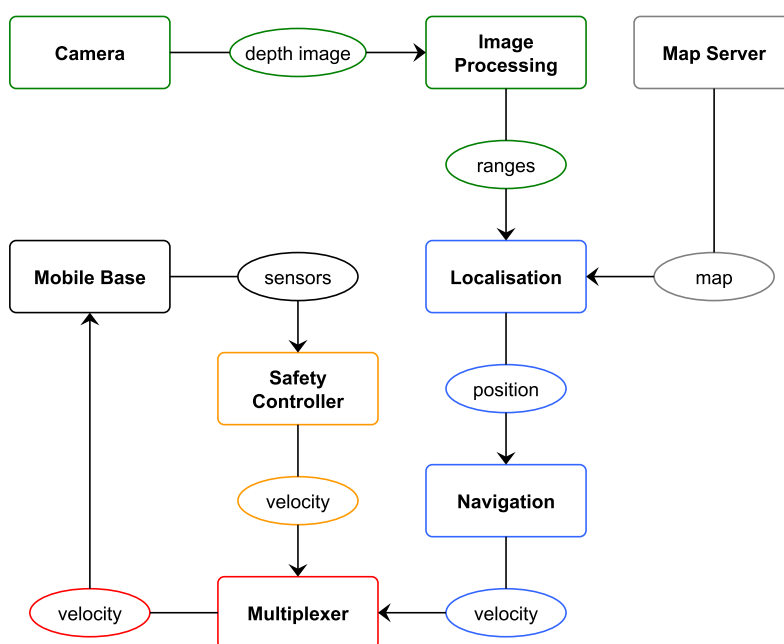 Camera
depth image
Image
Processing
Map Server
ranges
Mobile Base
sensors
Localisation
map
Safety
Controller
position
velocity
Navigation
velocity
Multiplexer
velocity